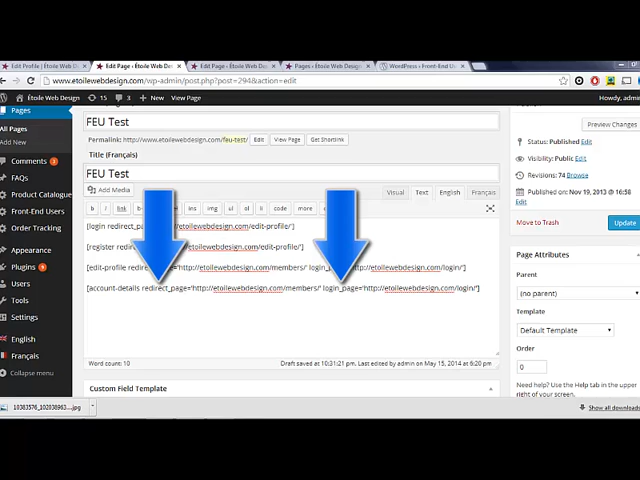 Edit Profile | Étoile Web De
Edit Page ‹ Étoile Web D
Edit Page ‹ Étoile Web D
Pages ‹ Étoile Web Design
WordPress › Front-End
www.etoilewebdesign.com/wp-admin/post.php?post=294&action=edit
Étoile Web Design 15 3 + New View Page Howdy, admin
Pages
All Pages
Add New
Comments
FAQs
Product Catalogue
Front-End Users
Order Tracking
Appearance
Plugins
Users
Tools
Settings
English
Français
Collapse menu
FEU Test
Permalink: http://www.etoilewebdesign.com/feu-test/ Edit View Page Get Shortlink
Title (Français)
FEU Test
Add Media Visual Text English Français
b i link ins img ul ol li code more
[login redirect_ /etoilewebdesign.com/edit-profile/']
[register redire /etoilewebdesign.com/edit-profile/']
[edit-profile redire ='http://etoilewebdesign.com/members/' login_ http://etoilewebdesign.com/login/']
[account-details redirect_page='http://etoilewebdesign.com/members/' login_page='http://etoilewebdesign.com/login/']
Word count: 10 Draft saved at 10:31:21 pm. Last edited by admin on May 15, 2014 at 6:20 pm
Custom Field Template
Preview Changes
Status: Published Edit
Visibility: Public Edit
Revisions: 74 Browse
Published on: Nov 19, 2013 @ 16:58
Edit
Move to Trash Update
Page Attributes
Parent
(no parent)
Template
Default Template
Order
0
Need help? Use the Help tab in the upper
right of your screen.
Show all downloads